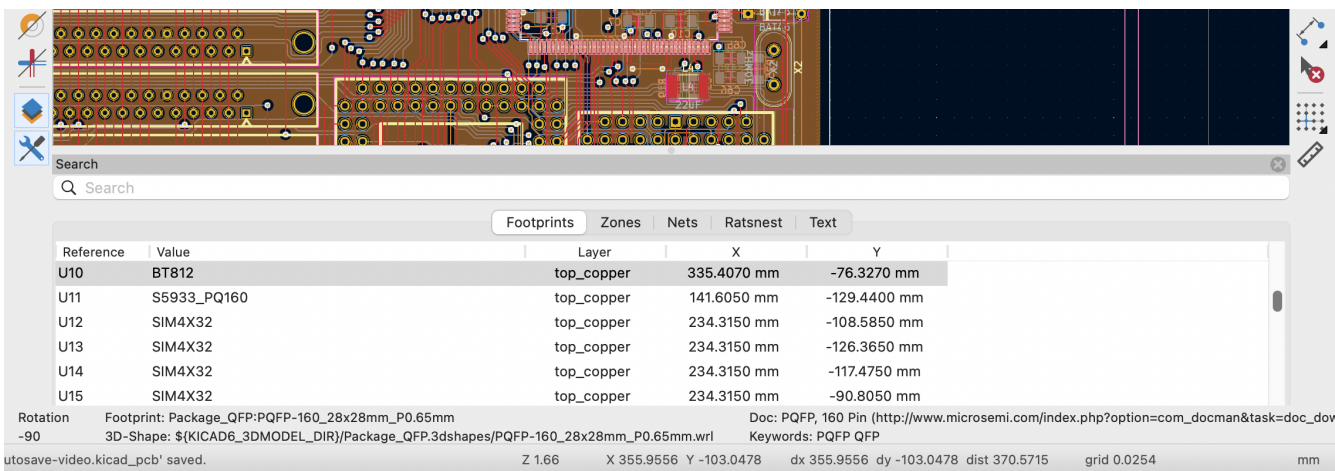 X2
30MHz
L4
22uF
Search
Search
Footprints Zones Nets Ratsnest Text
Reference Value Layer X Y
U10 BT812 top_copper 335.4070 mm -76.3270 mm
U11 S5933_PQ160 top_copper 141.6050 mm -129.4400 mm
U12 SIM4X32 top_copper 234.3150 mm -108.5850 mm
U13 SIM4X32 top_copper 234.3150 mm -126.3650 mm
U14 SIM4X32 top_copper 234.3150 mm -117.4750 mm
U15 SIM4X32 top_copper 234.3150 mm -90.8050 mm
Rotation Footprint: Package_QFP:PQFP-160_28x28mm_P0.65mm Doc: PQFP, 160 Pin (http://www.microsemi.com/index.php?option=com_docman&task=doc_dow
-90 3D-Shape: ${KICAD6_3DMODEL_DIR}/Package_QFP.3dshapes/PQFP-160_28x28mm_P0.65mm.wrl Keywords: PQFP QFP
utosave-video.kicad_pcb' saved. Z 1.66 X 355.9556 Y -103.0478 dx 355.9556 dy -103.0478 dist 370.5715 grid 0.0254 mm